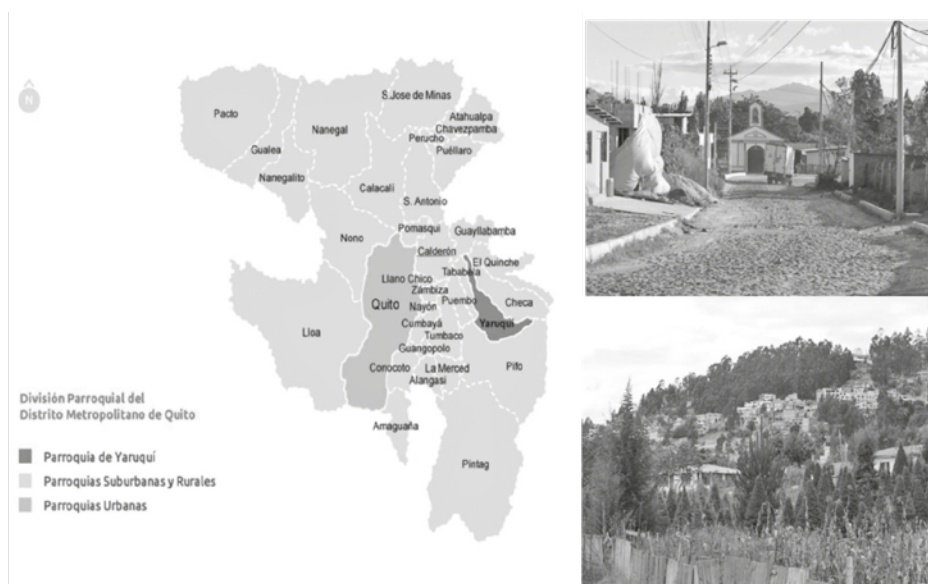 N
S.Jose de Minas
Pacto
Atahualpa
Nanegal
Chavezpamba
Perucho
Gualea
Puéllaro
Nanegalito
Calacalí
S. Antonio
Pomasqui
Guayllabamba
Nono
Calderón
El Quinche
Tababela
Llano Chico
Zámbiza
Quito
Nayón
Puembo
Checa
Cumbayá
Yaruquí
Lloa
Tumbaco
Guangopolo
Conocoto
La Merced
Pifo
Alangasi
Amaguaña
Pintag
División Parroquial del
Distrito Metropolitano de Quito
Parroquia de Yaruquí
Parroquias Suburbanas y Rurales
Parroquias Urbanas